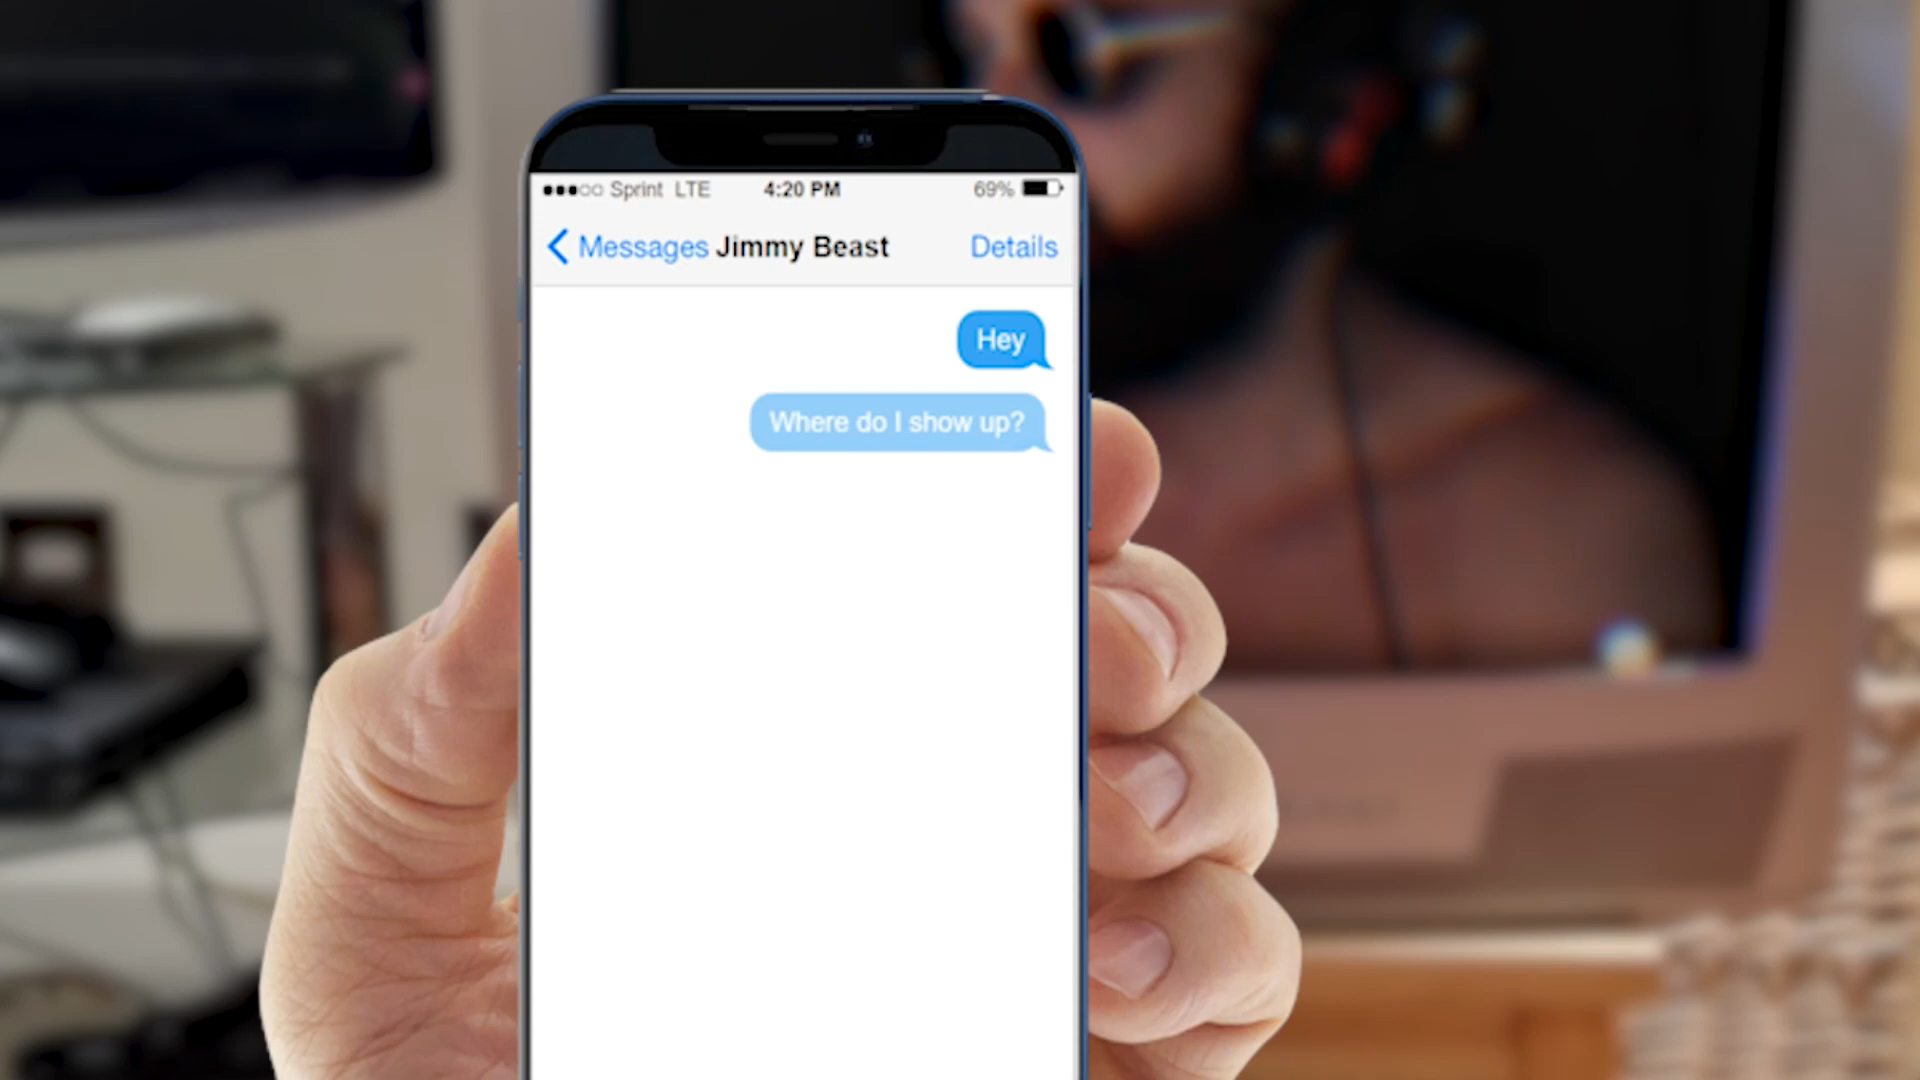 Sprint LTE 4:20 PM 69%
Messages Jimmy Beast Details
Hey
Where do I show up?